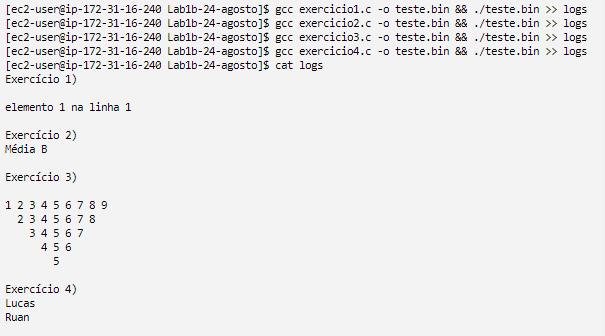 [ec2-user@ip-172-31-16-240 Lab1b-24-agosto]$ gcc exercicio1.c -o teste.bin && ./teste.bin >> logs
[ec2-user@ip-172-31-16-240 Lab1b-24-agosto]$ gcc exercicio2.c -o teste.bin && ./teste.bin >> logs
[ec2-user@ip-172-31-16-240 Lab1b-24-agosto]$ gcc exercicio3.c -o teste.bin && ./teste.bin >> logs
[ec2-user@ip-172-31-16-240 Lab1b-24-agosto]$ gcc exercicio4.c -o teste.bin && ./teste.bin >> logs
[ec2-user@ip-172-31-16-240 Lab1b-24-agosto]$ cat logs
Exercício 1)
elemento 1 na linha 1
Exercício 2)
Média B
Exercício 3)
1 2 3 4 5 6 7 8 9
  2 3 4 5 6 7 8
    3 4 5 6 7
      4 5 6
        5
Exercício 4)
Lucas
Ruan